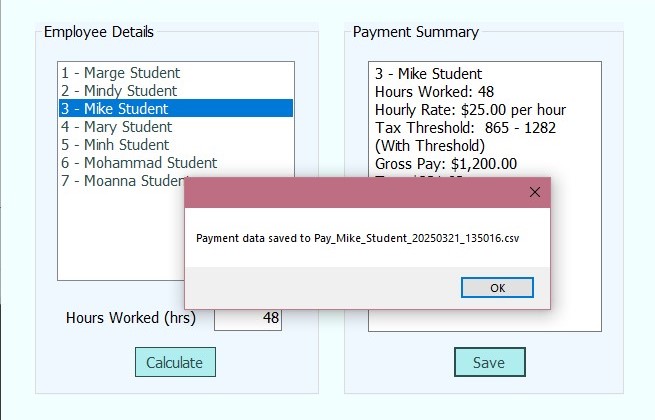 Employee Details
1 - Marge Student
2 - Mindy Student
3 - Mike Student
4 - Mary Student
5 - Minh Student
6 - Mohammad Student
7 - Moanna Student
Hours Worked (hrs)
48
Calculate
Payment Summary
3 - Mike Student
Hours Worked: 48
Hourly Rate: $25.00 per hour
Tax Threshold:  865 - 1282
(With Threshold)
Gross Pay: $1,200.00
Payment data saved to Pay_Mike_Student_20250321_135016.csv
OK
Save